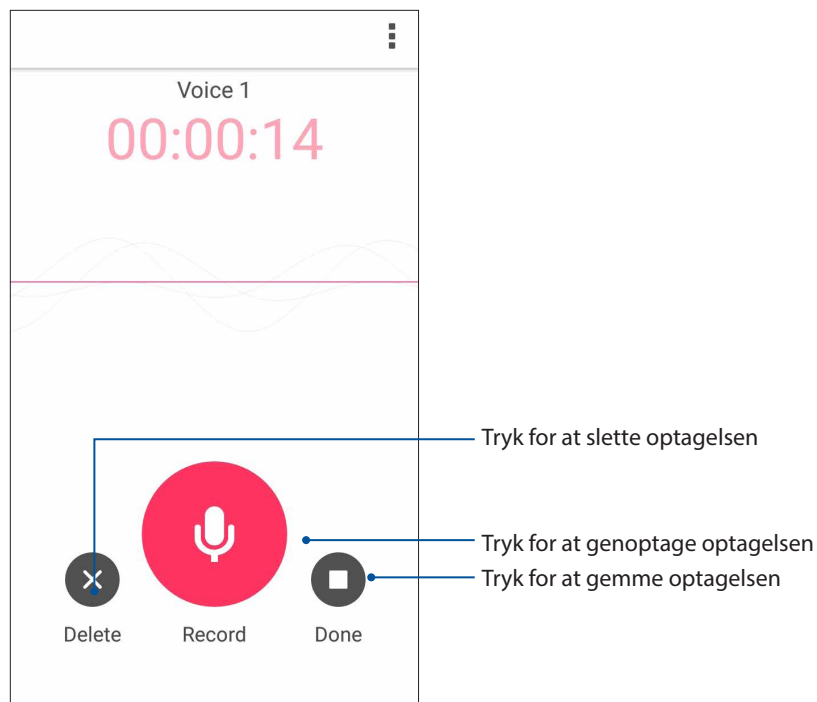 Voice 1
00:00:14
Tryk for at slette optagelsen
Tryk for at genoptage optagelsen
Tryk for at gemme optagelsen
Delete Record Done